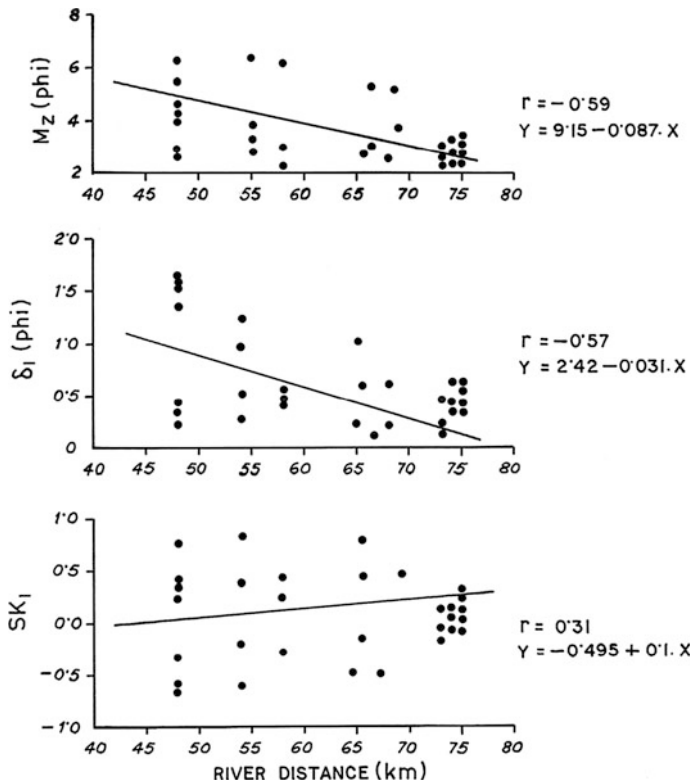 8
6
4
2
Mz (phi)
40 45 50 55 60 65 70 75 80
r = -0·59
Y = 9·15-0·087. X
2·0
1·5
1·0
0·5
0
δI (phi)
40 45 50 55 60 65 70 75 80
r = -0·57
Y = 2·42-0·031. X
1·0
0·5
0·0
-0·5
-1·0
SKI
40 45 50 55 60 65 70 75 80
r = 0·31
Y = -0·495 + 0·1. X
RIVER DISTANCE (km)